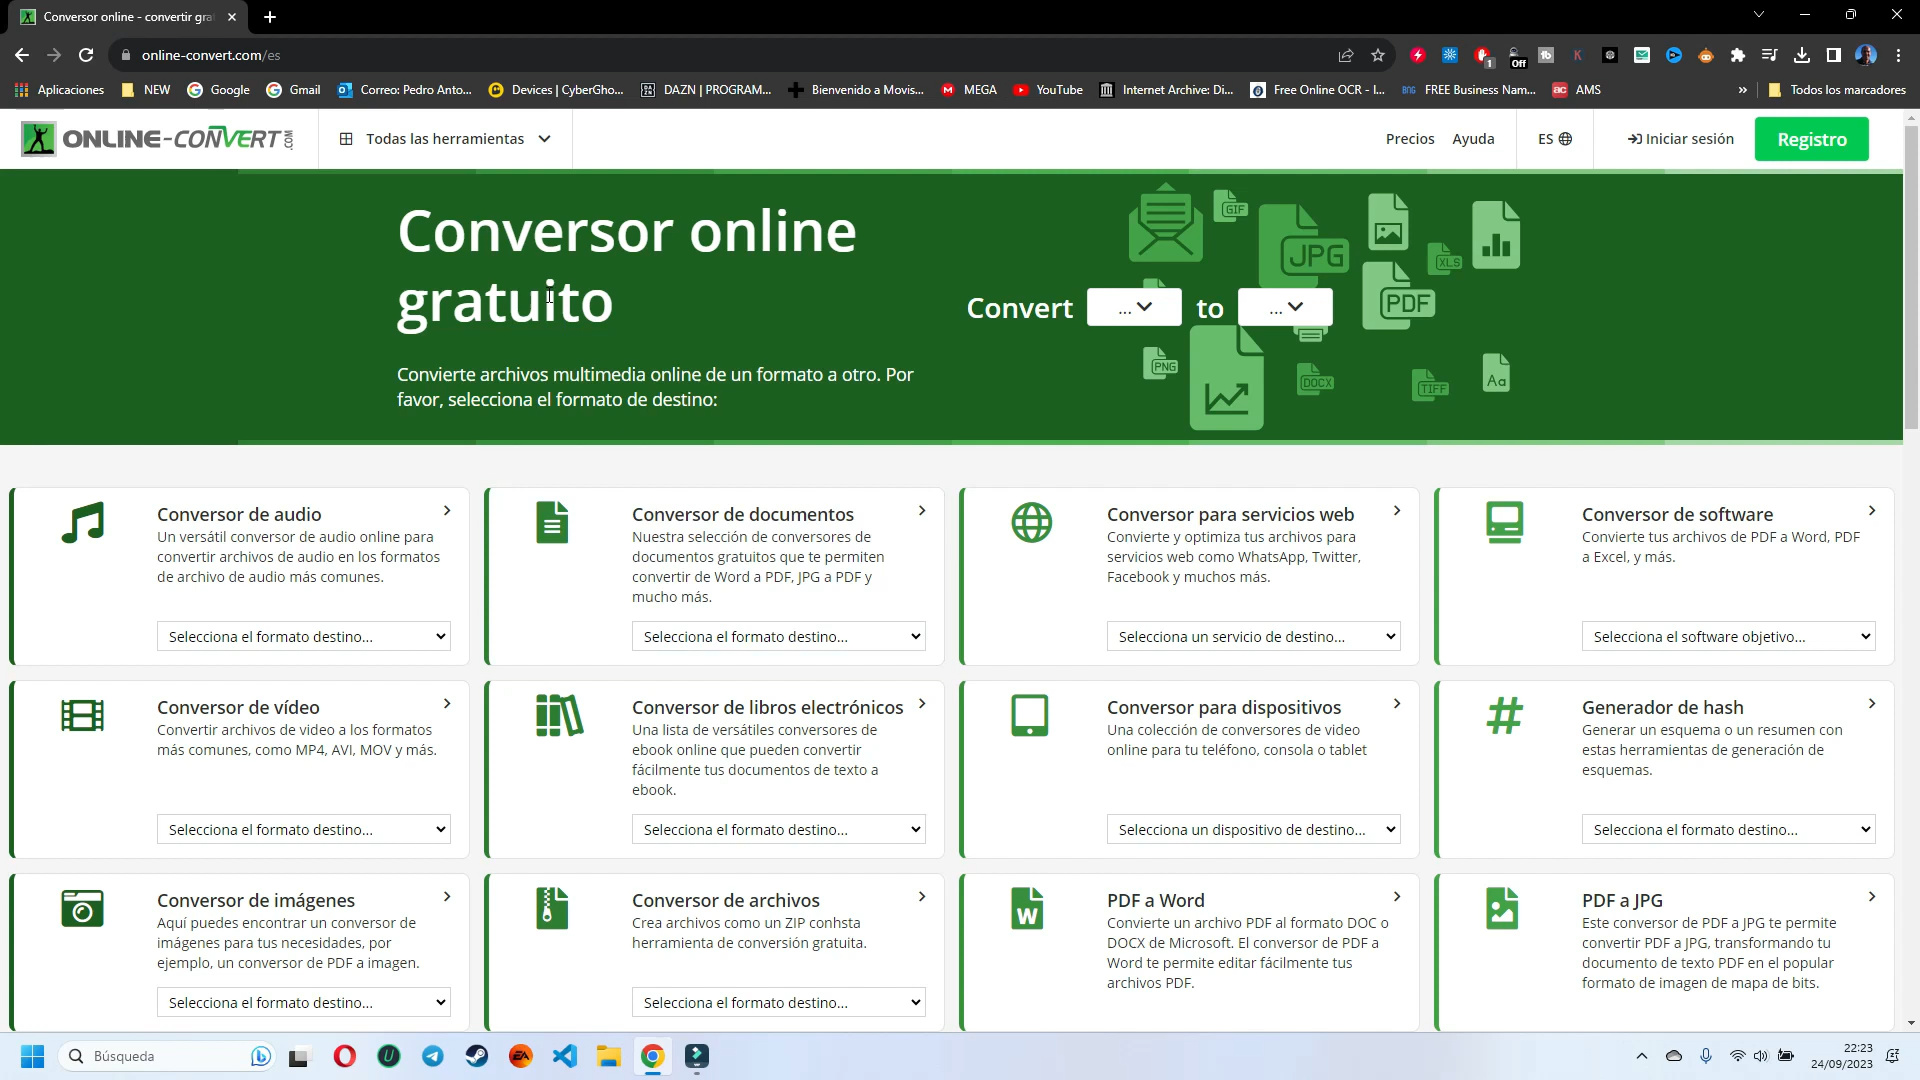 Conversor online - convertir gra
online-convert.com/es
Off
1
Aplicaciones
NEW
Google
Gmail
Correo: Pedro Anto...
Devices | CyberGho...
DAZN | PROGRAM...
Bienvenido a Movis...
MEGA
YouTube
Internet Archive: Di...
Free Online OCR - I...
FREE Business Nam...
AMS
»
Todos los marcadores
ONLINE-CONVERT.COM
Todas las herramientas
Precios
Ayuda
ES
Iniciar sesión
Registro
Conversor online
gratuito
Convierte archivos multimedia online de un formato a otro. Por
favor, selecciona el formato de destino:
Convert ... to ...
GIF
JPG
XLS
PDF
PNG
DOCX
TIFF
Aa
Conversor de audio
Un versátil conversor de audio online para
convertir archivos de audio en los formatos
de archivo de audio más comunes.
Selecciona el formato destino...
Conversor de documentos
Nuestra selección de conversores de
documentos gratuitos que te permiten
convertir de Word a PDF, JPG a PDF y
mucho más.
Selecciona el formato destino...
Conversor para servicios web
Convierte y optimiza tus archivos para
servicios web como WhatsApp, Twitter,
Facebook y muchos más.
Selecciona un servicio de destino...
Conversor de software
Convierte tus archivos de PDF a Word, PDF
a Excel, y más.
Selecciona el software objetivo...
Conversor de vídeo
Convertir archivos de video a los formatos
más comunes, como MP4, AVI, MOV y más.
Selecciona el formato destino...
Conversor de libros electrónicos
Una lista de versátiles conversores de
ebook online que pueden convertir
fácilmente tus documentos de texto a
ebook.
Selecciona el formato destino...
Conversor para dispositivos
Una colección de conversores de video
online para tu teléfono, consola o tablet
Selecciona un dispositivo de destino...
Generador de hash
Generar un esquema o un resumen con
estas herramientas de generación de
esquemas.
Selecciona el formato destino...
Conversor de imágenes
Aquí puedes encontrar un conversor de
imágenes para tus necesidades, por
ejemplo, un conversor de PDF a imagen.
Selecciona el formato destino...
Conversor de archivos
Crea archivos como un ZIP conhsta
herramienta de conversión gratuita.
Selecciona el formato destino...
W
PDF a Word
Convierte un archivo PDF al formato DOC o
DOCX de Microsoft. El conversor de PDF a
Word te permite editar fácilmente tus
archivos PDF.
PDF a JPG
Este conversor de PDF a JPG te permite
convertir PDF a JPG, transformando tu
documento de texto PDF en el popular
formato de imagen de mapa de bits.
Búsqueda
EA
22:23
24/09/2023